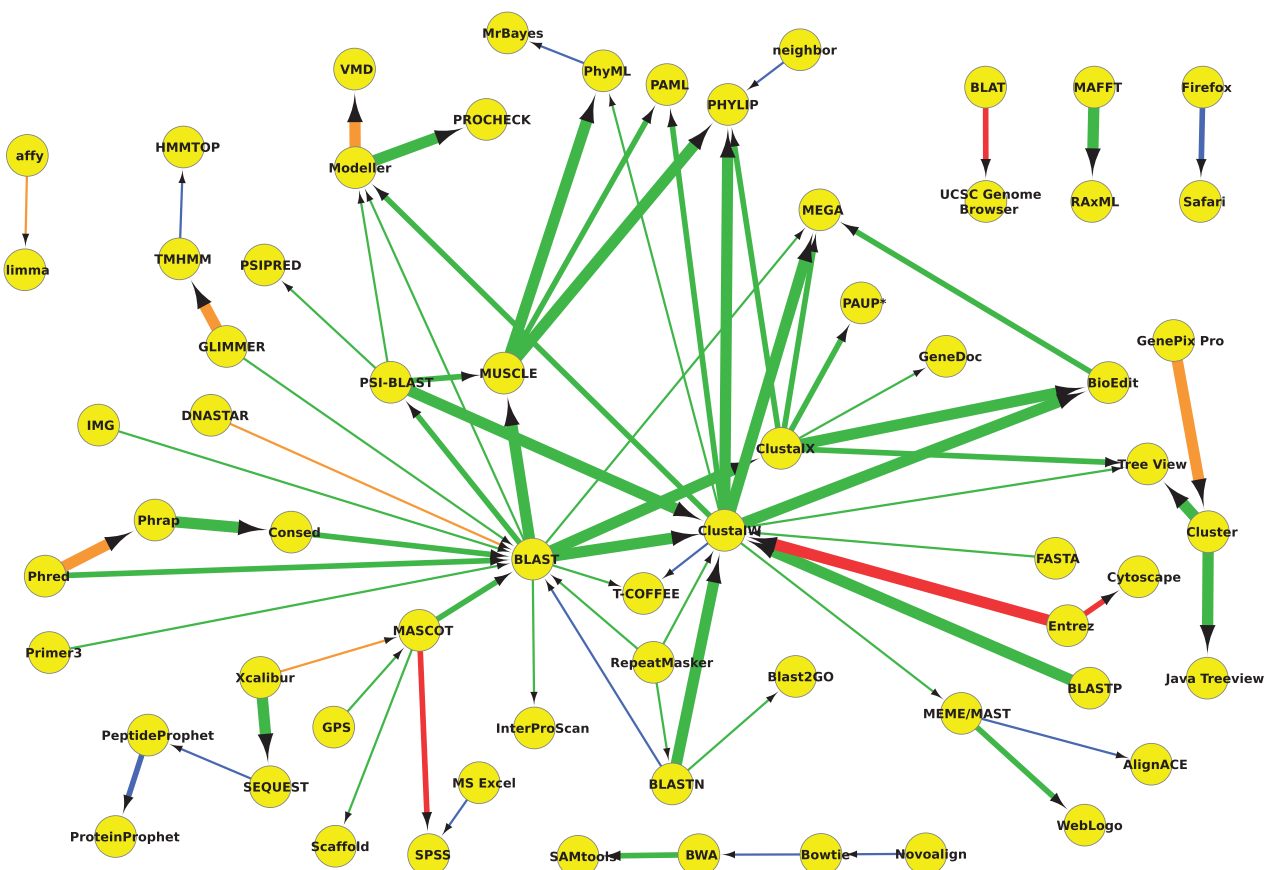 MrBayes
neighbor
VMD
PhyML
PAML
PHYLIP
BLAT
MAFFT
Firefox
PROCHECK
affy
HMMTOP
Modeller
UCSC Genome
Browser
RAxML
Safari
MEGA
limma
TMHMM
PSIPRED
PAUP*
GLIMMER
GenePix Pro
GeneDoc
PSI-BLAST
MUSCLE
BioEdit
IMG
DNASTAR
ClustalX
Tree View
Phrap
Consed
ClustalW
Cluster
BLAST
FASTA
Phred
T-COFFEE
Cytoscape
MASCOT
Entrez
Primer3
RepeatMasker
Xcalibur
Blast2GO
Java Treeview
BLASTP
GPS
InterProScan
MEME/MAST
PeptideProphet
AlignACE
SEQUEST
MS Excel
BLASTN
ProteinProphet
WebLogo
Scaffold
SPSS
SAMtools
BWA
Bowtie
Novoalign